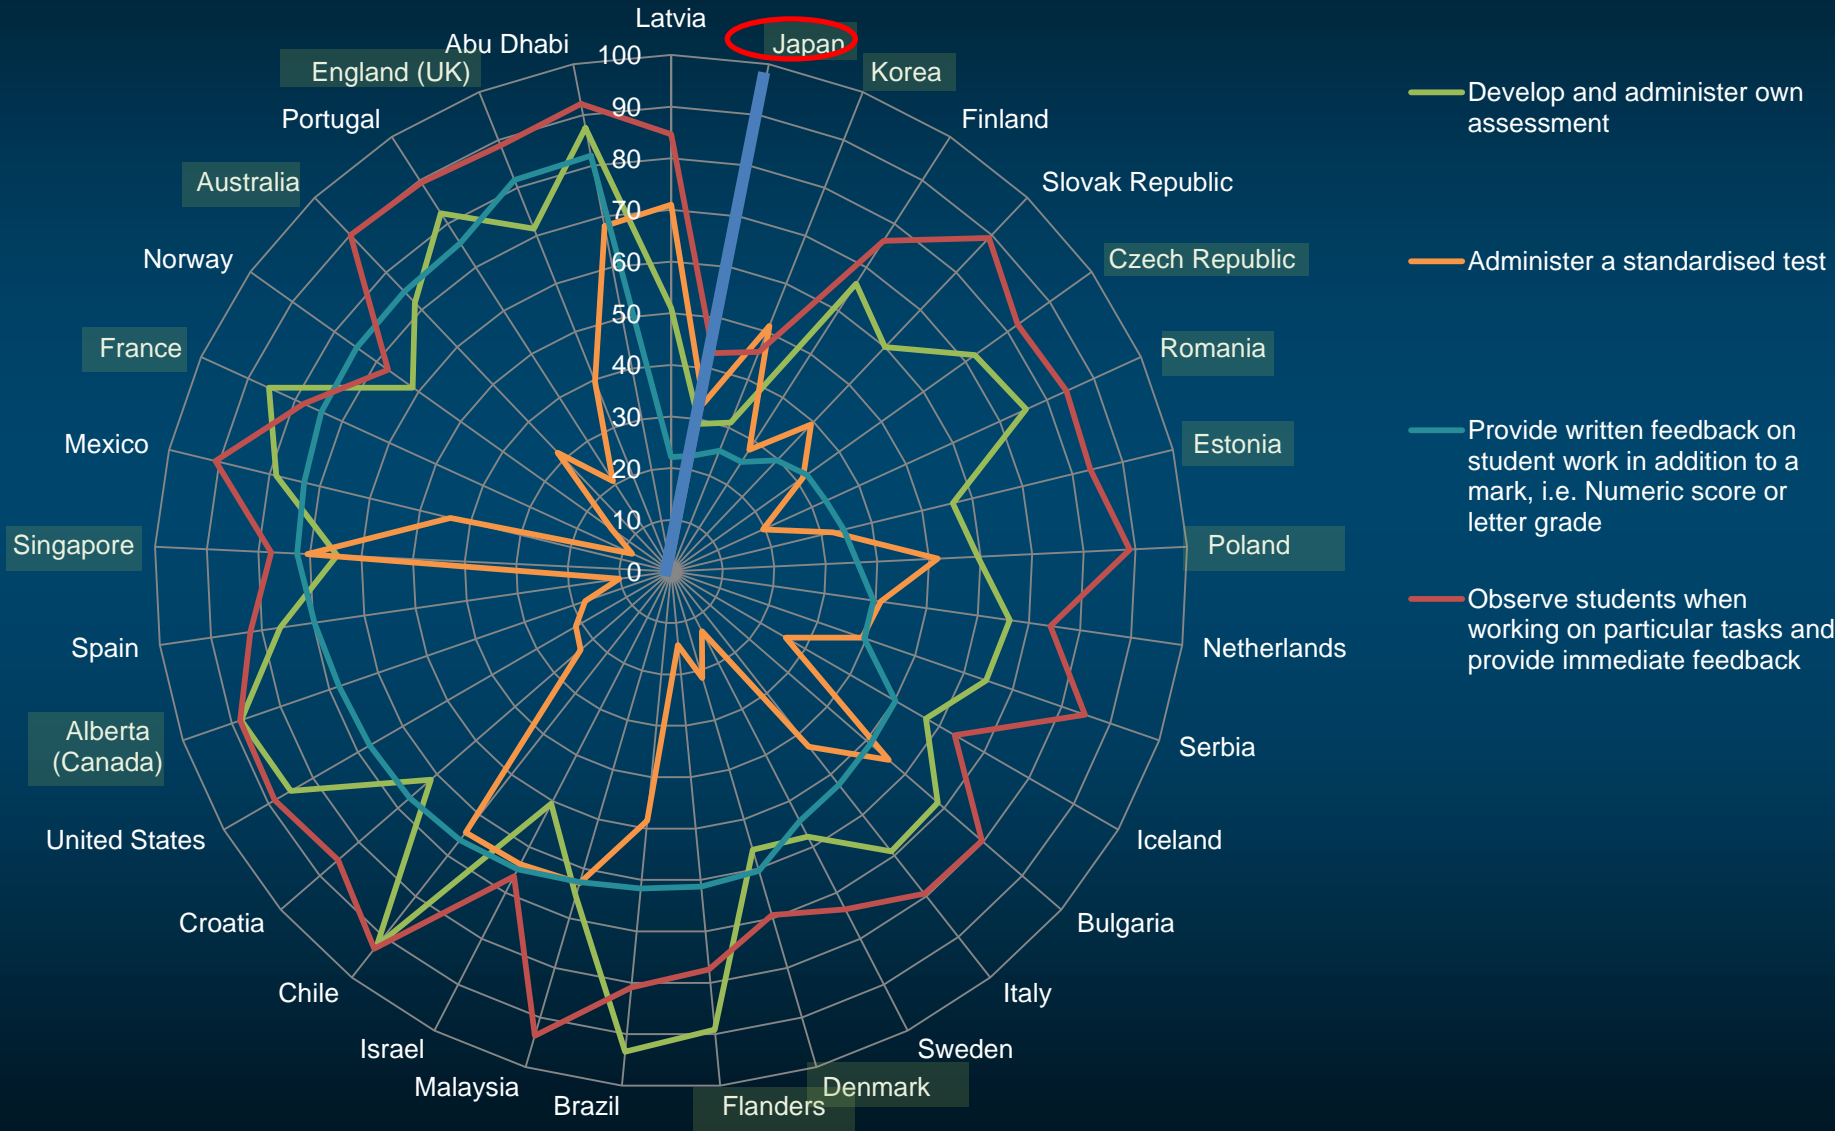 Latvia
Japan
Korea
Finland
Slovak Republic
Czech Republic
Romania
Estonia
Poland
Netherlands
Serbia
Iceland
Bulgaria
Italy
Sweden
Denmark
Flanders
Brazil
Malaysia
Israel
Chile
Croatia
United States
Alberta
(Canada)
Spain
Singapore
Mexico
France
Norway
Australia
Portugal
England (UK)
Abu Dhabi
100
90
80
70
60
50
40
30
20
10
0
Develop and administer own
assessment
Administer a standardised test
Provide written feedback on
student work in addition to a
mark, i.e. Numeric score or
letter grade
Observe students when
working on particular tasks and
provide immediate feedback